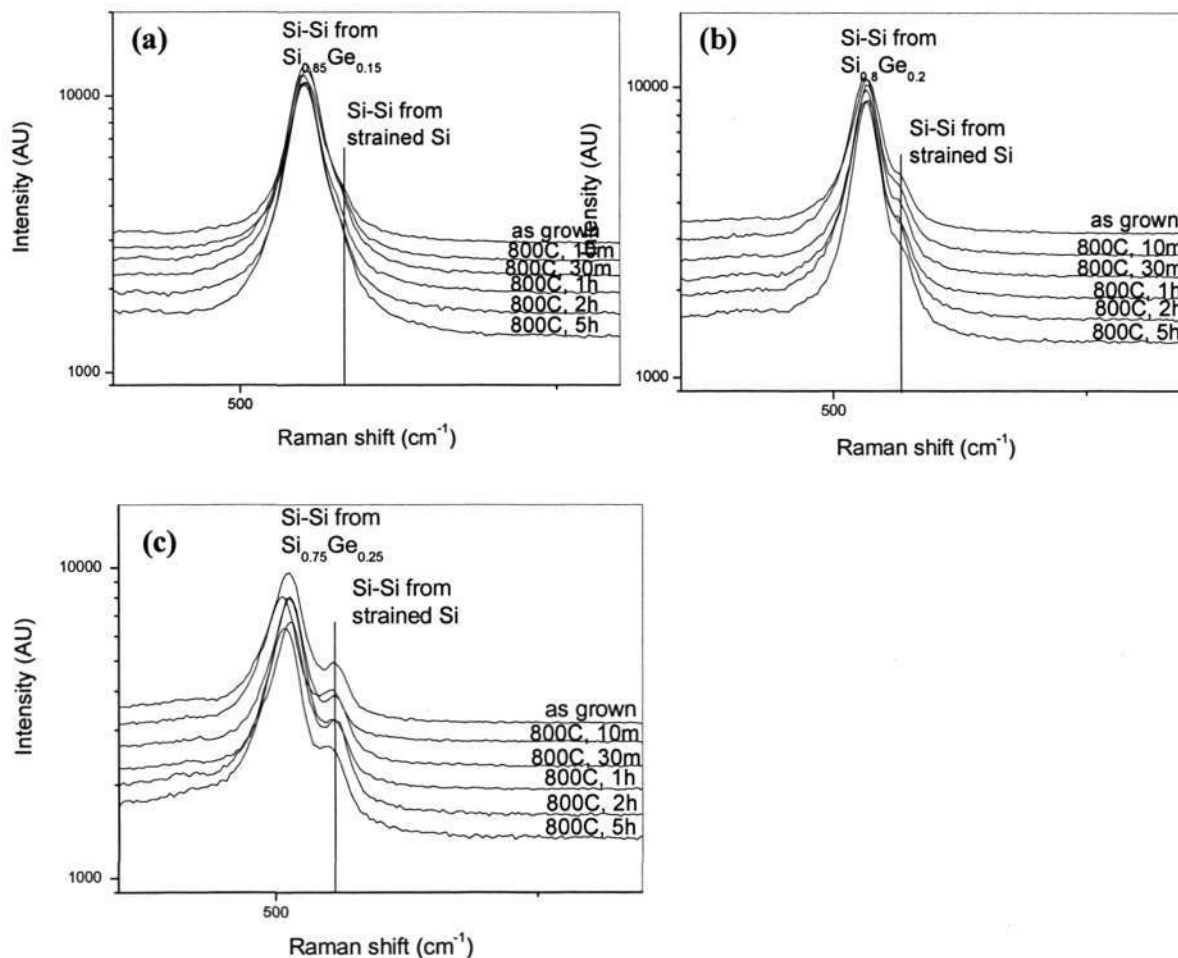 (a)
Si-Si from
Si0.85Ge0.15
Si-Si from
strained Si
10000
1000
Intensity (AU)
as grown
800C, 10m
800C, 30m
800C, 1h
800C, 2h
800C, 5h
500
Raman shift (cm-1)
(b)
Si-Si from
Si0.8Ge0.2
Si-Si from
strained Si
10000
1000
Intensity (AU)
as grown
800C, 10m
800C, 30m
800C, 1h
800C, 2h
800C, 5h
500
Raman shift (cm-1)
(c)
Si-Si from
Si0.75Ge0.25
Si-Si from
strained Si
10000
1000
Intensity (AU)
as grown
800C, 10m
800C, 30m
800C, 1h
800C, 2h
800C, 5h
500
Raman shift (cm-1)